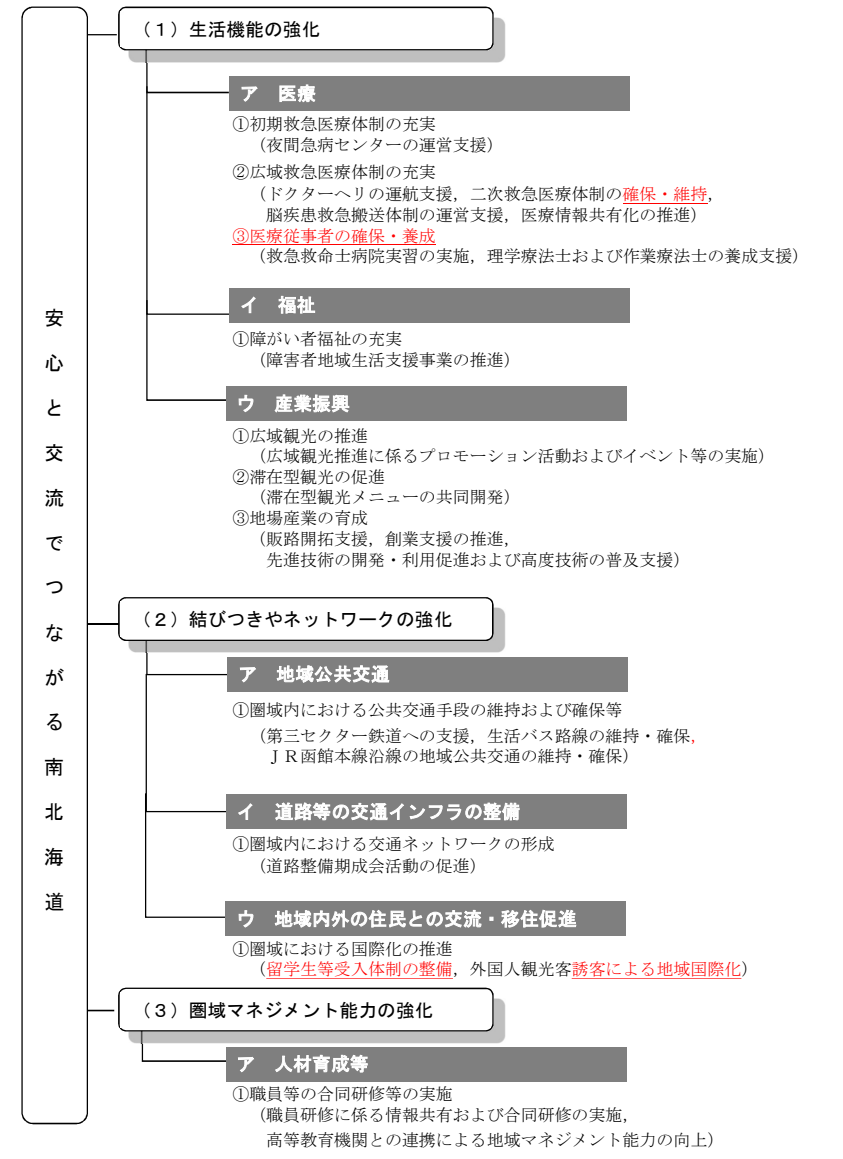 安心と交流でつながる南北海道
（１）生活機能の強化
ア　医療
①初期救急医療体制の充実
（夜間急病センターの運営支援）
②広域救急医療体制の充実
（ドクターヘリの運航支援，二次救急医療体制の確保・維持，
脳疾患救急搬送体制の運営支援，医療情報共有化の推進）
③医療従事者の確保・養成
（救急救命士病院実習の実施，理学療法士および作業療法士の養成支援）
イ　福祉
①障がい者福祉の充実
（障害者地域生活支援事業の推進）
ウ　産業振興
①広域観光の推進
（広域観光推進に係るプロモーション活動およびイベント等の実施）
②滞在型観光の促進
（滞在型観光メニューの共同開発）
③地場産業の育成
（販路開拓支援，創業支援の推進，
先進技術の開発・利用促進および高度技術の普及支援）
（２）結びつきやネットワークの強化
ア　地域公共交通
①圏域内における公共交通手段の維持および確保等
（第三セクター鉄道への支援，生活バス路線の維持・確保，
ＪＲ函館本線沿線の地域公共交通の維持・確保）
イ　道路等の交通インフラの整備
①圏域内における交通ネットワークの形成
（道路整備期成会活動の促進）
ウ　地域内外の住民との交流・移住促進
①圏域における国際化の推進
（留学生等受入体制の整備，外国人観光客誘客による地域国際化）
（３）圏域マネジメント能力の強化
ア　人材育成等
①職員等の合同研修等の実施
（職員研修に係る情報共有および合同研修の実施，
高等教育機関との連携による地域マネジメント能力の向上）